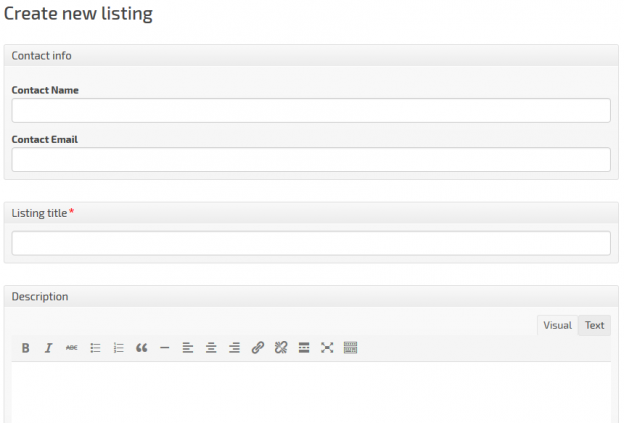 Create new listing
Contact info
Contact Name
Contact Email
Listing title *
Description
Visual Text
B I ABC